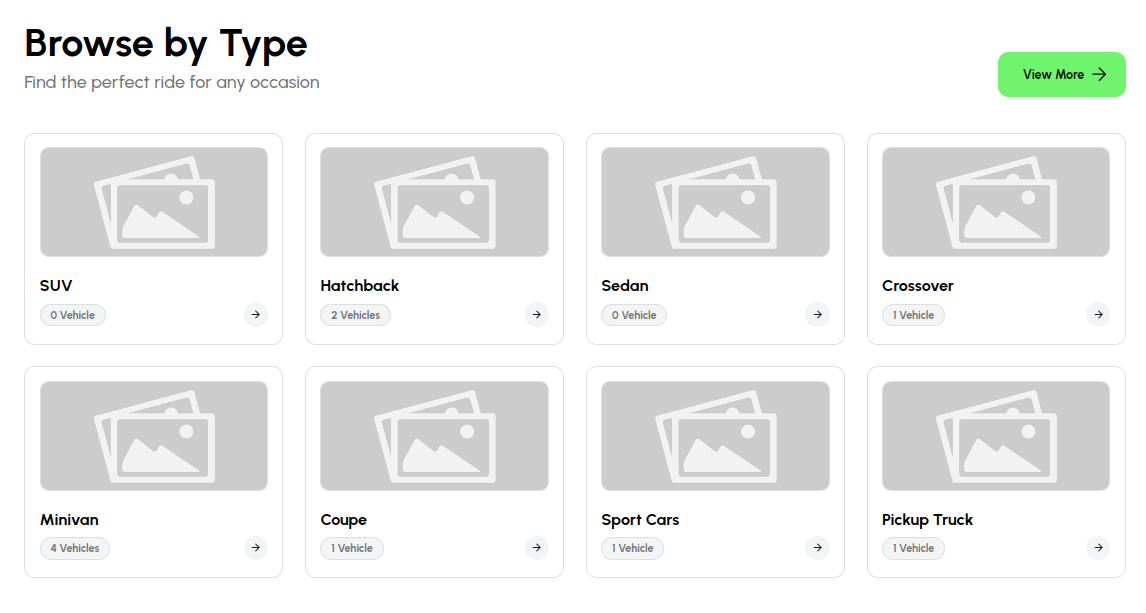 Browse by Type
Find the perfect ride for any occasion
View More
SUV
0 Vehicle
Hatchback
2 Vehicles
Sedan
0 Vehicle
Crossover
1 Vehicle
Minivan
4 Vehicles
Coupe
1 Vehicle
Sport Cars
1 Vehicle
Pickup Truck
1 Vehicle